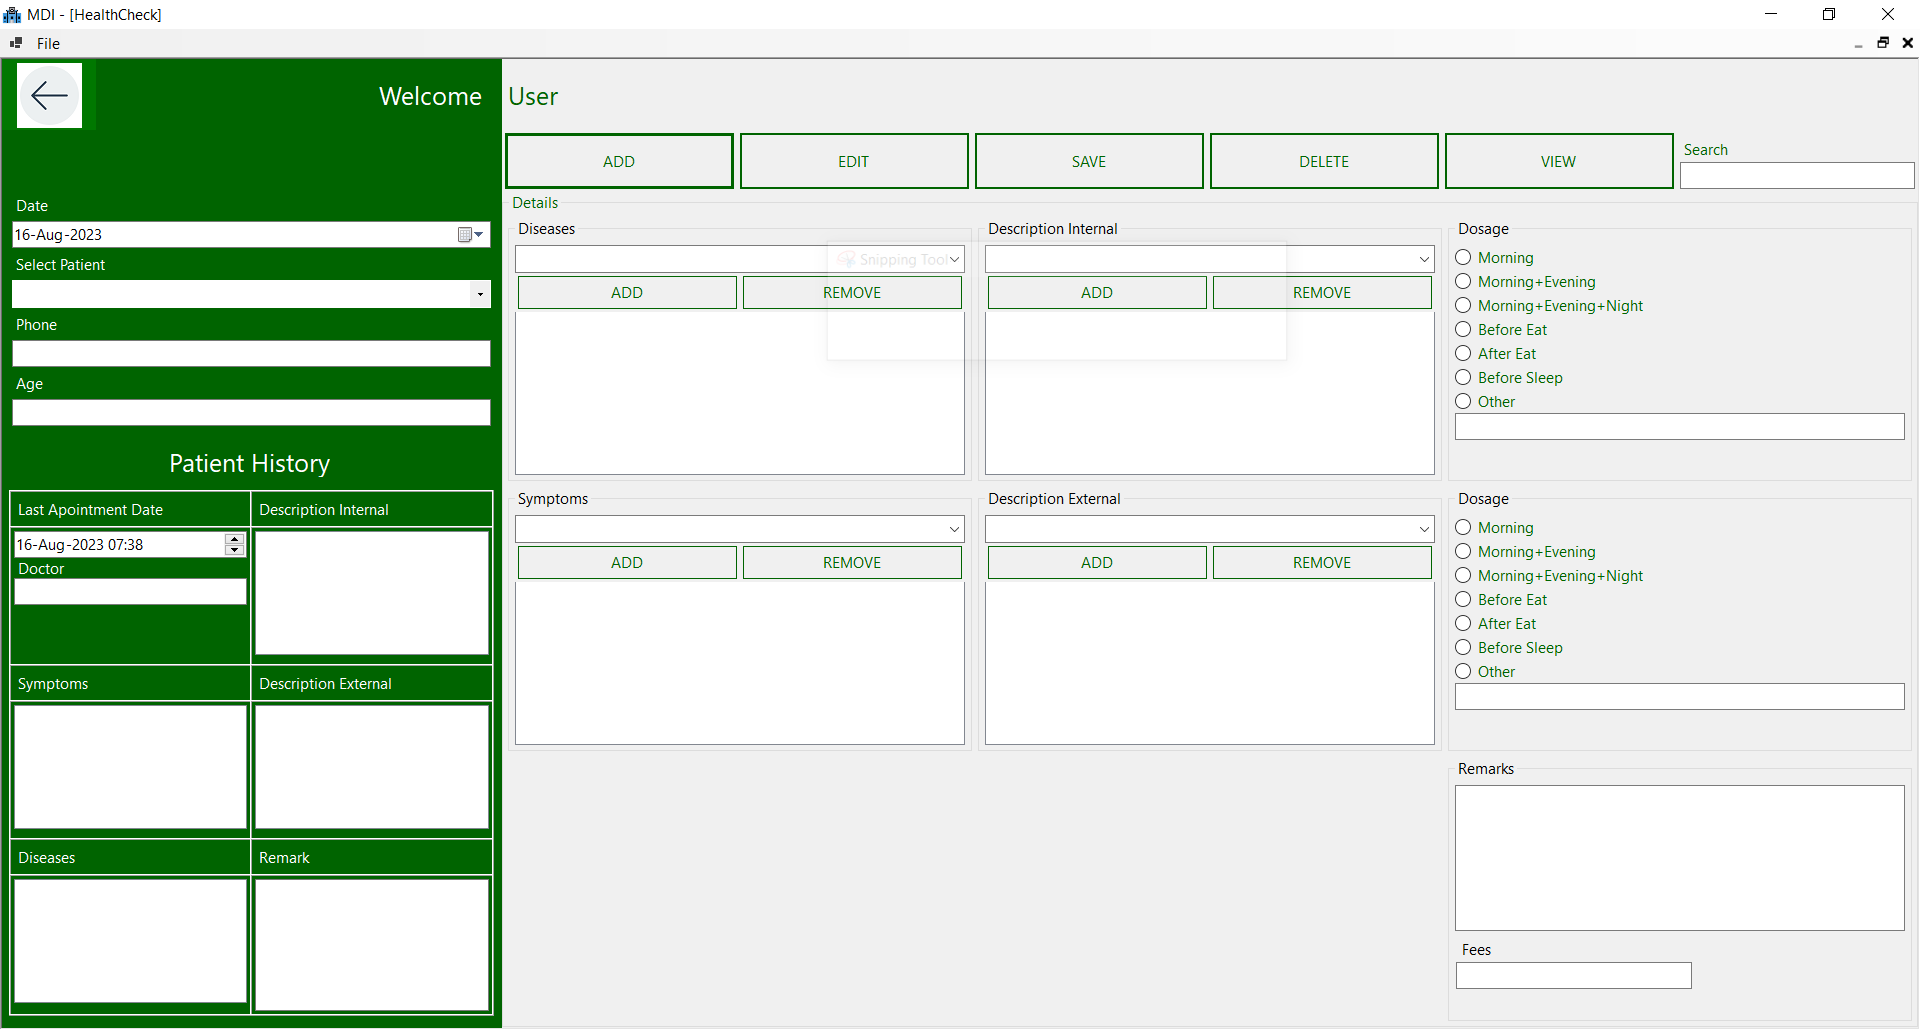 MDI - [HealthCheck]
File
Welcome User
ADD EDIT SAVE DELETE VIEW Search
Date
16-Aug-2023
Select Patient
Phone
Age
Patient History
Last Apointment Date Description Internal
16-Aug-2023 07:38
Doctor
Symptoms Description External
Diseases Remark
Details
Diseases
Snipping Tool
ADD REMOVE
Description Internal
ADD REMOVE
Dosage
Morning
Morning+Evening
Morning+Evening+Night
Before Eat
After Eat
Before Sleep
Other
Symptoms
ADD REMOVE
Description External
ADD REMOVE
Dosage
Morning
Morning+Evening
Morning+Evening+Night
Before Eat
After Eat
Before Sleep
Other
Remarks
Fees